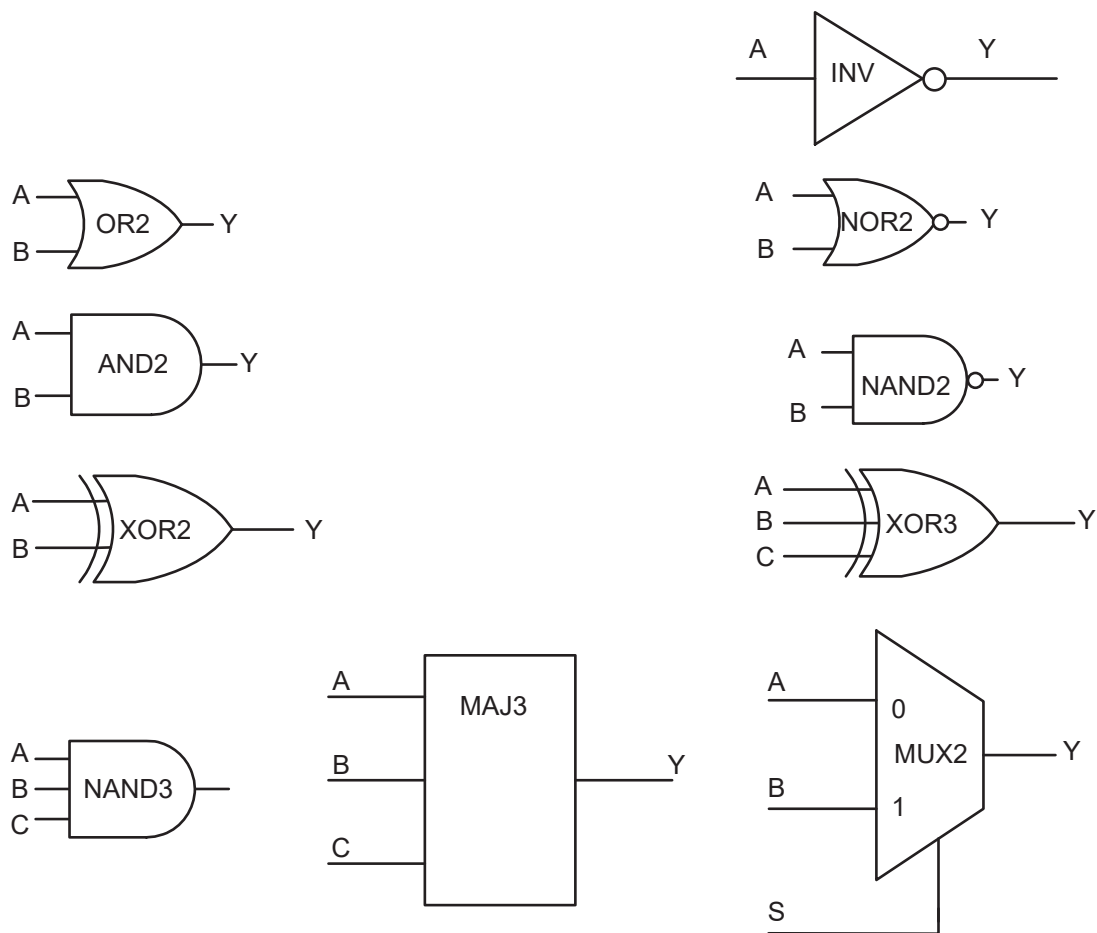 A INV Y
A OR2 Y
B
A NOR2 Y
B
A AND2 Y
B
A NAND2 Y
B
A XOR2 Y
B
A XOR3 Y
B
C
A NAND3
B
C
A MAJ3
B Y
C
A 0
MUX2 Y
B 1
S